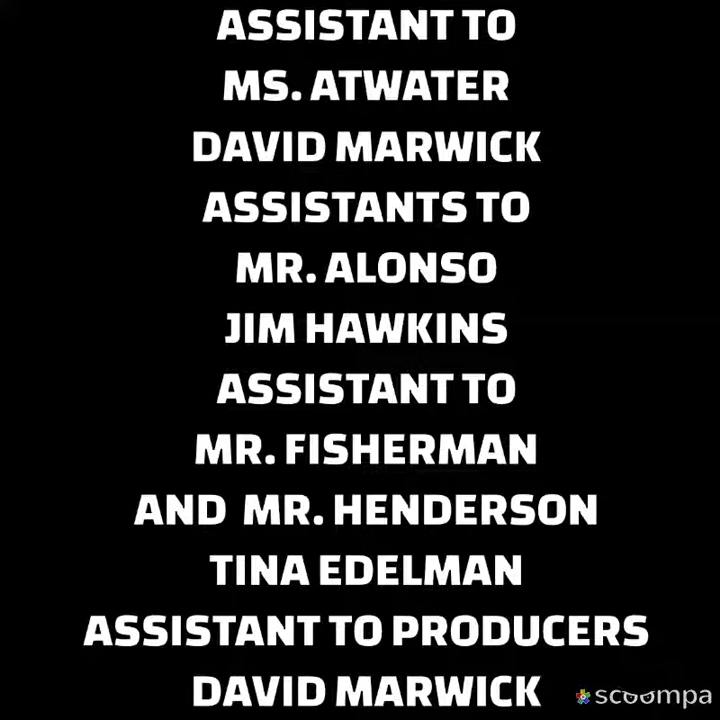 ASSISTANT TO
MS. ATWATER
DAVID MARWICK
ASSISTANTS TO
MR. ALONSO
JIM HAWKINS
ASSISTANT TO
MR. FISHERMAN
AND MR. HENDERSON
TINA EDELMAN
ASSISTANT TO PRODUCERS
DAVID MARWICK
scoompa